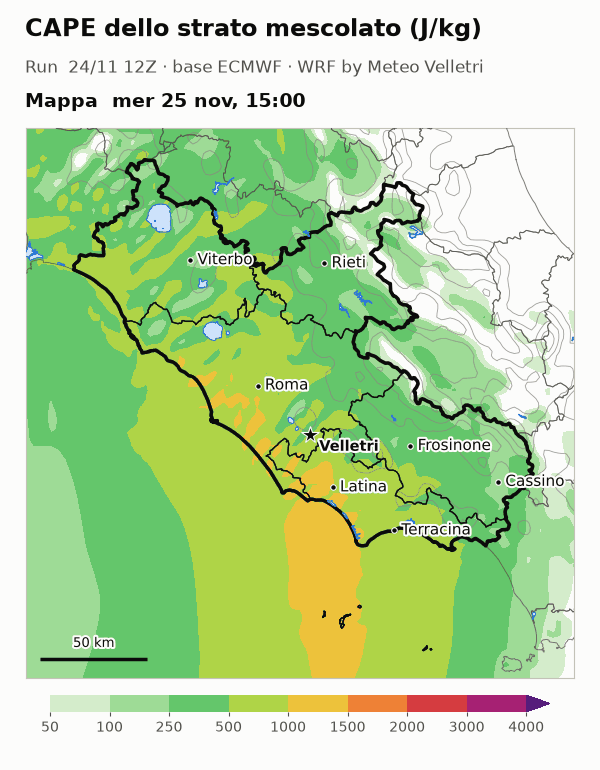 CAPE dello strato mescolato (J/kg)
Run  24/11 12Z · base ECMWF · WRF by Meteo Velletri
Mappa  mer 25 nov, 15:00
Viterbo
Rieti
Roma
Velletri
Frosinone
Cassino
Latina
Terracina
50 km
50 100 250 500 1000 1500 2000 3000 4000